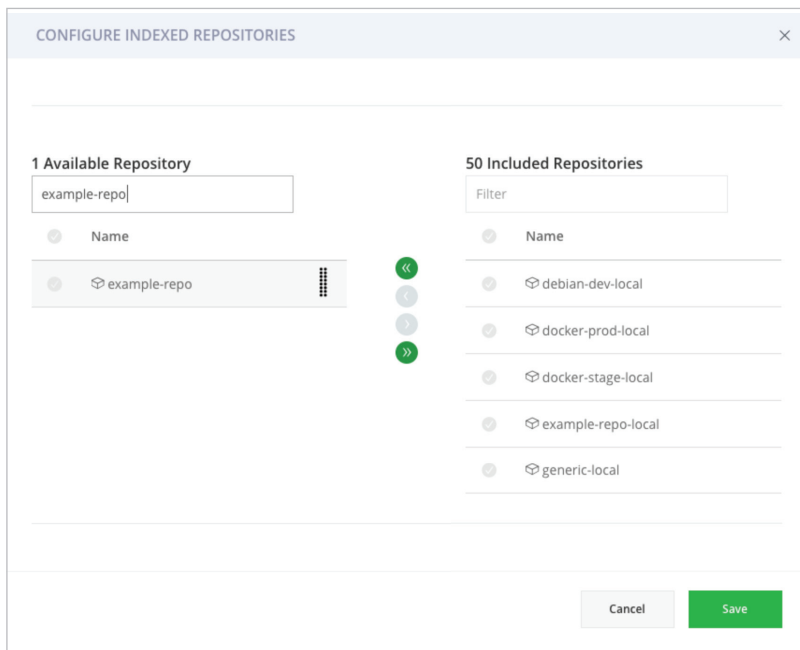 CONFIGURE INDEXED REPOSITORIES
1 Available Repository
example-repo
Name
example-repo
50 Included Repositories
Filter
Name
debian-dev-local
docker-prod-local
docker-stage-local
example-repo-local
generic-local
Cancel
Save